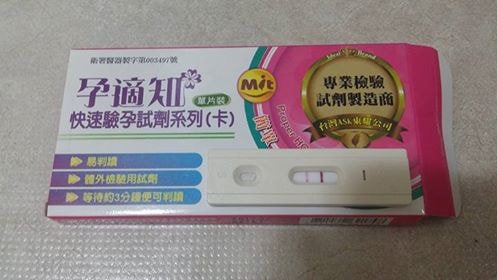 衛署醫器製字第003497號
孕適知
單片裝
快速驗孕試劑系列(卡)
易判讀
體外檢驗用試劑
等待約3分鐘便可判讀
MiT
Ideal Brand
專業檢驗
試劑製造商
台灣ASK東耀公司
Proper
S